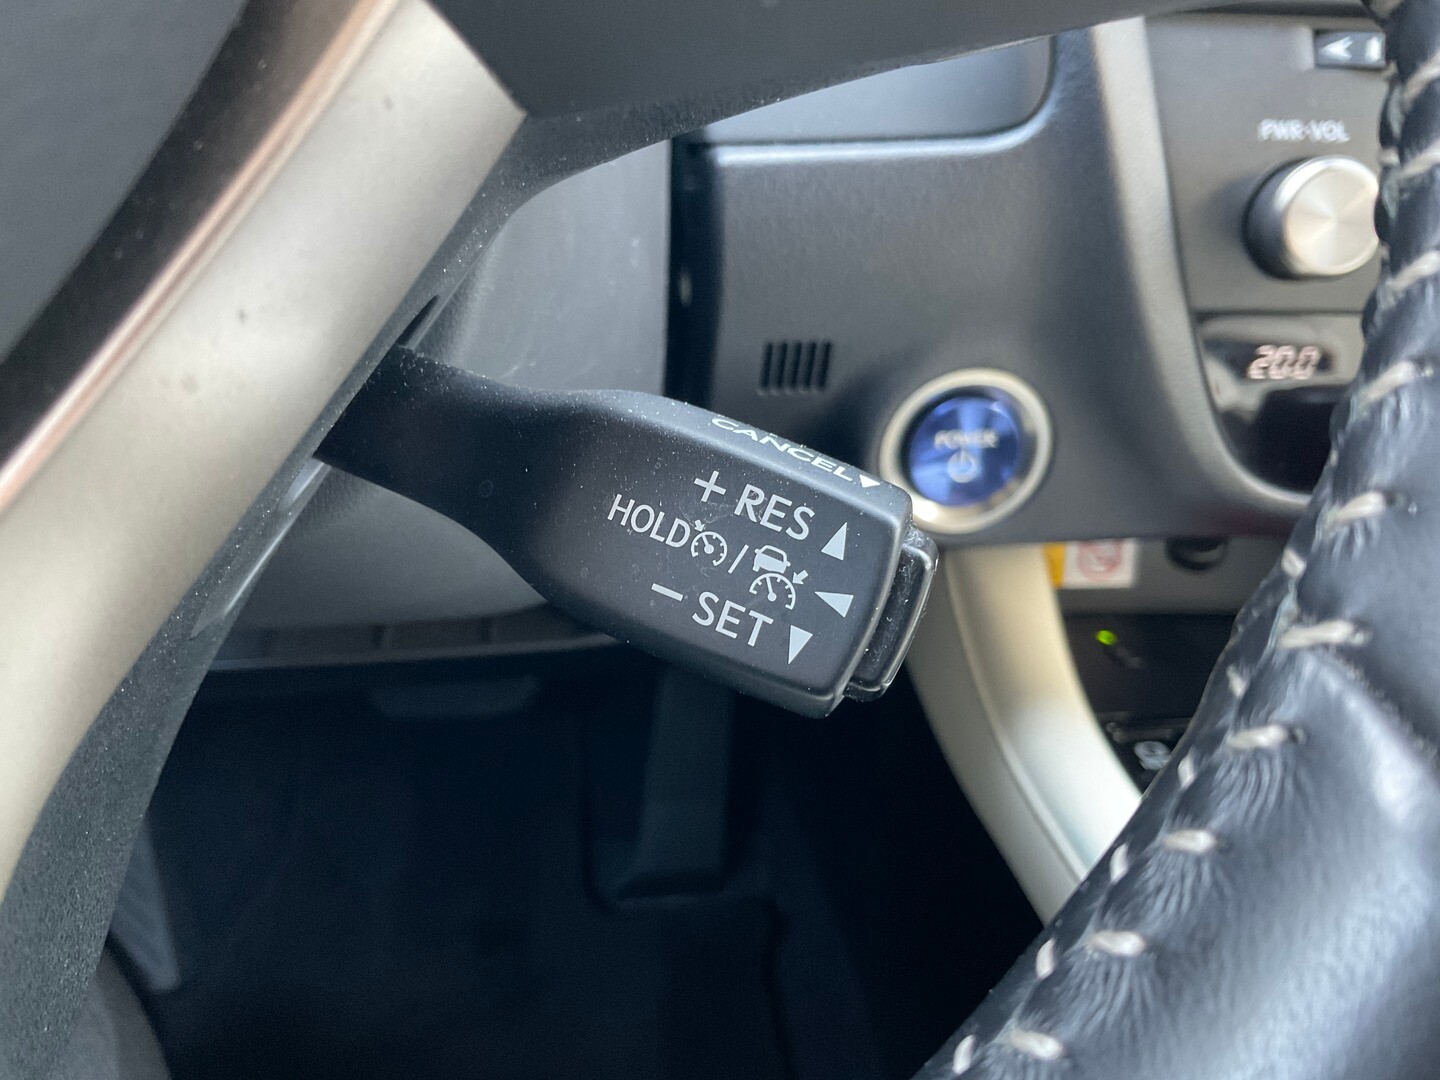 PWR·VOL
20.0
POWER
CANCEL▼
+ RES ▲
HOLD /
− SET ▼